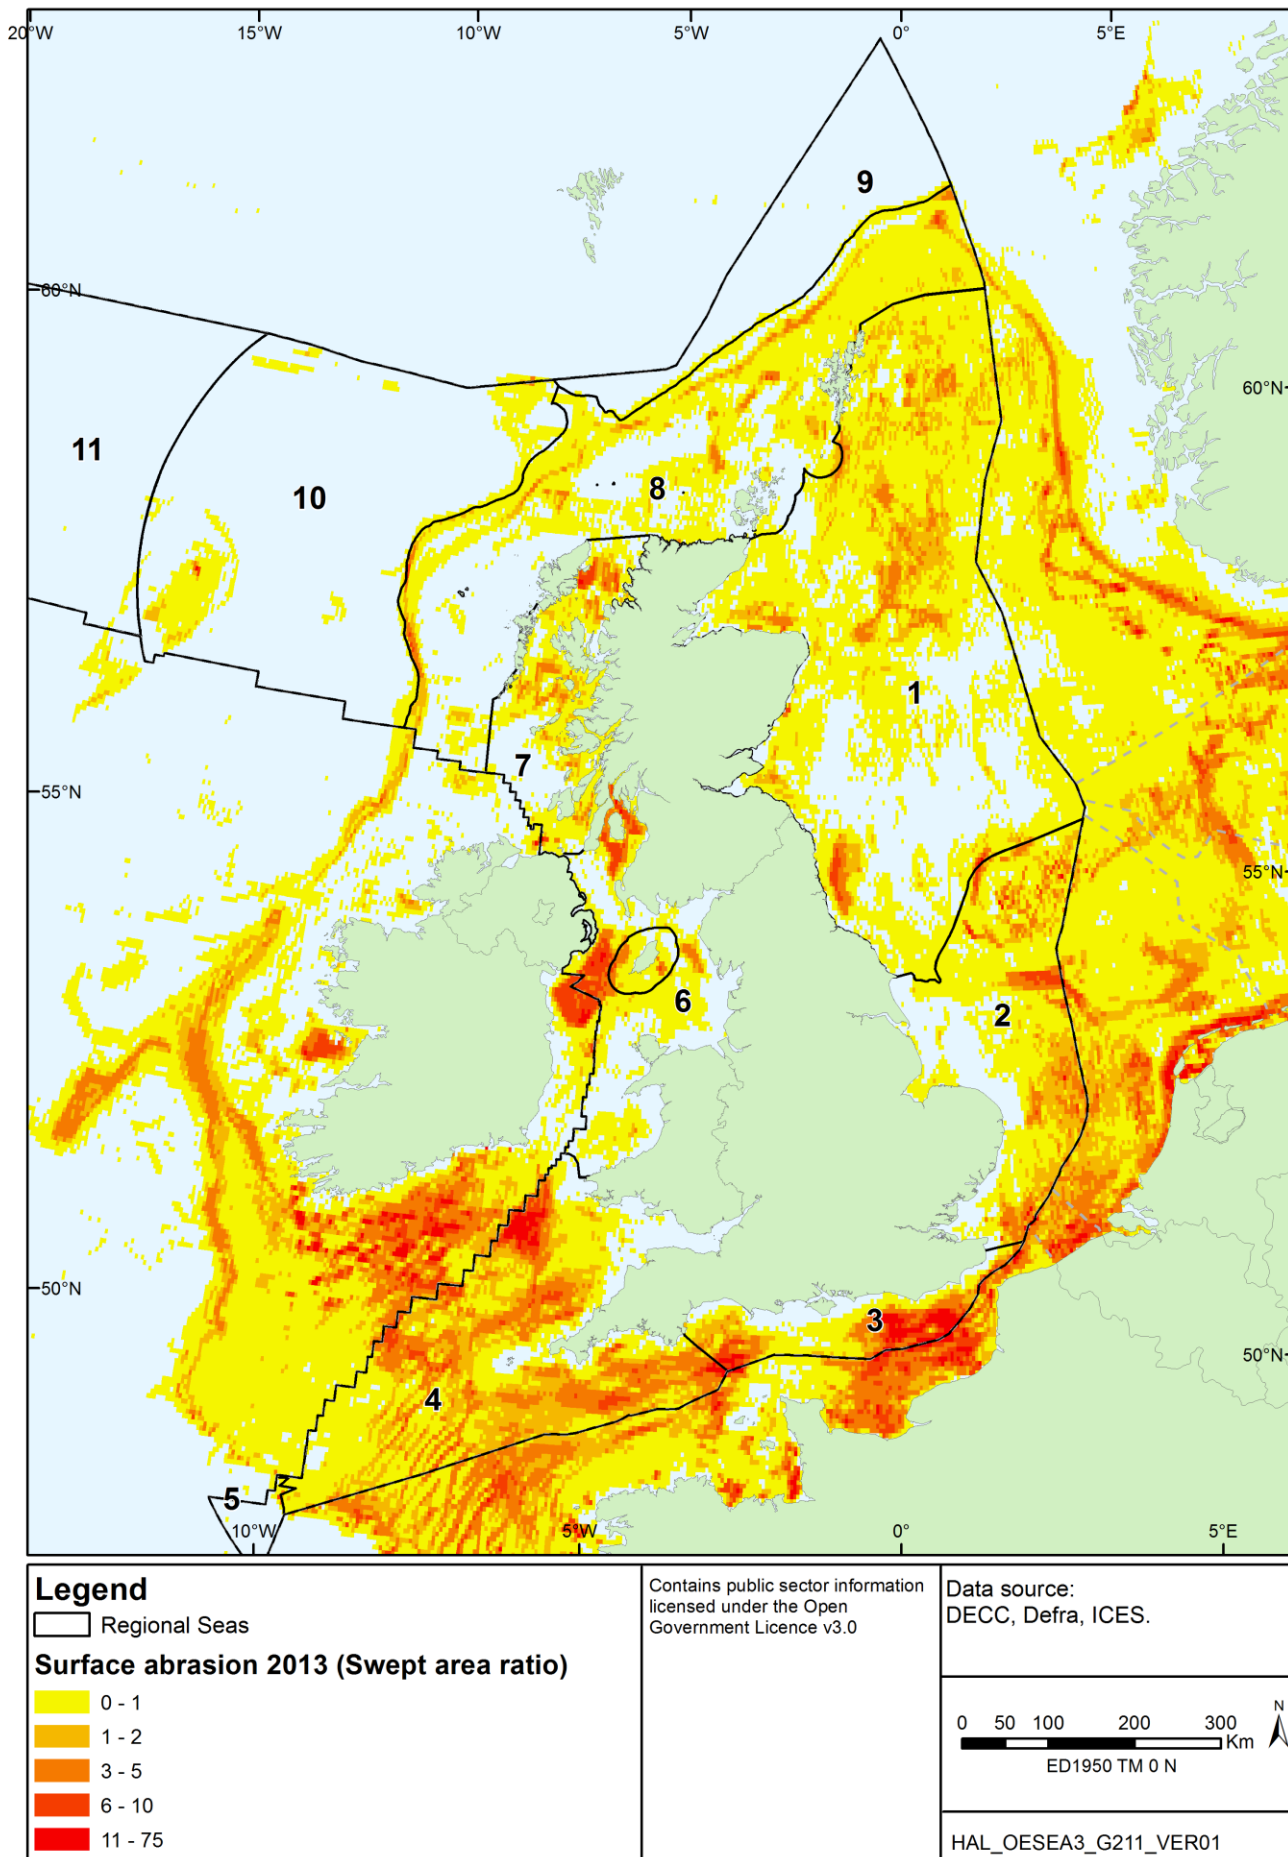 20°W 15°W 10°W 5°W 0° 5°E
9
60°N
60°N
11
10
8
1
7
55°N
55°N
6
2
50°N
3
50°N
4
5
10°W 5°W 0° 5°E
Legend
Regional Seas
Surface abrasion 2013 (Swept area ratio)
0 - 1
1 - 2
3 - 5
6 - 10
11 - 75
Contains public sector information
licensed under the Open
Government Licence v3.0
Data source:
DECC, Defra, ICES.
0 50 100 200 300
Km
N
ED1950 TM 0 N
HAL_OESEA3_G211_VER01